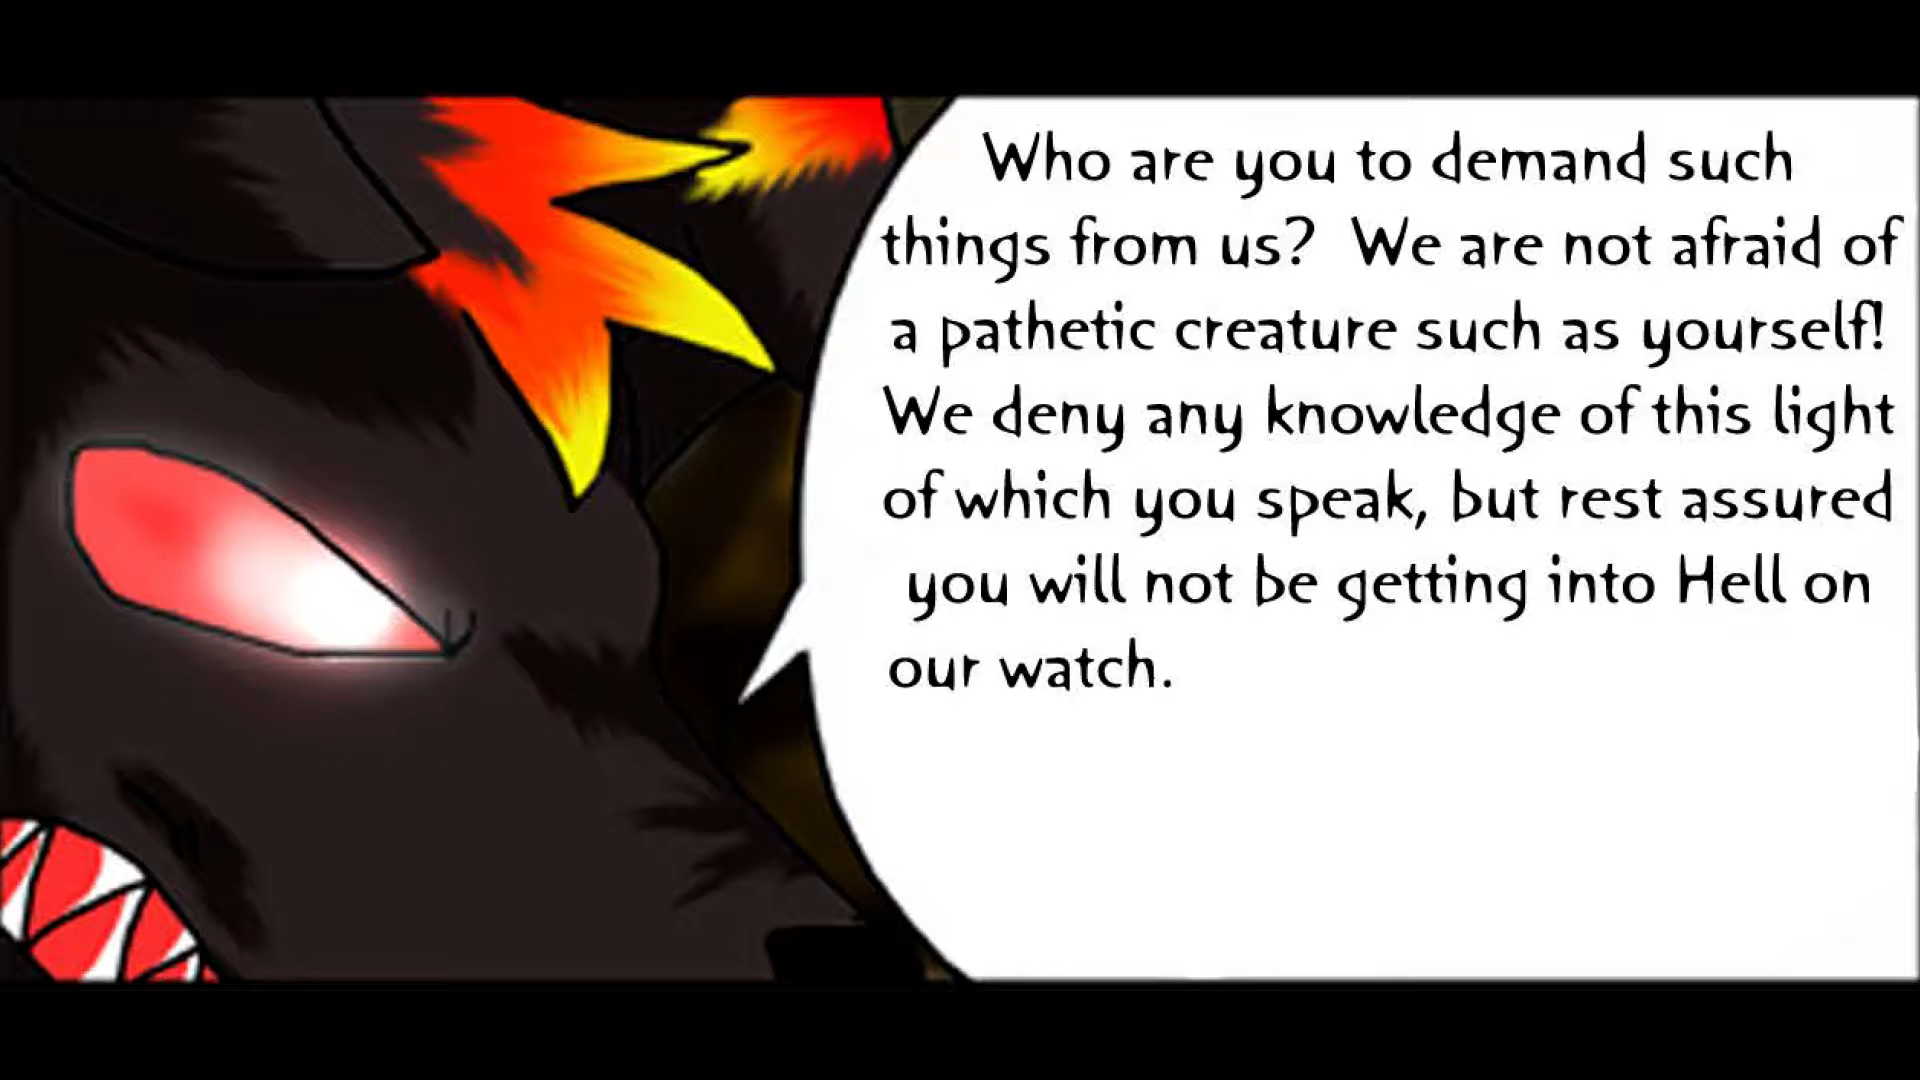 Who are you to demand such
things from us? We are not afraid of
a pathetic creature such as yourself!
We deny any knowledge of this light
of which you speak, but rest assured
you will not be getting into Hell on
our watch.